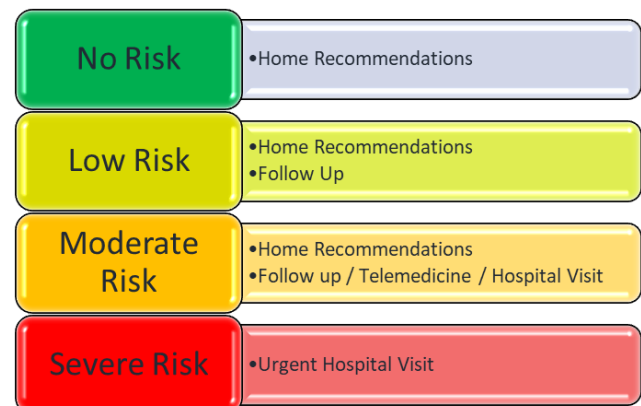 No Risk
•Home Recommendations
Low Risk
•Home Recommendations
•Follow Up
Moderate
Risk
•Home Recommendations
•Follow up / Telemedicine / Hospital Visit
Severe Risk
•Urgent Hospital Visit